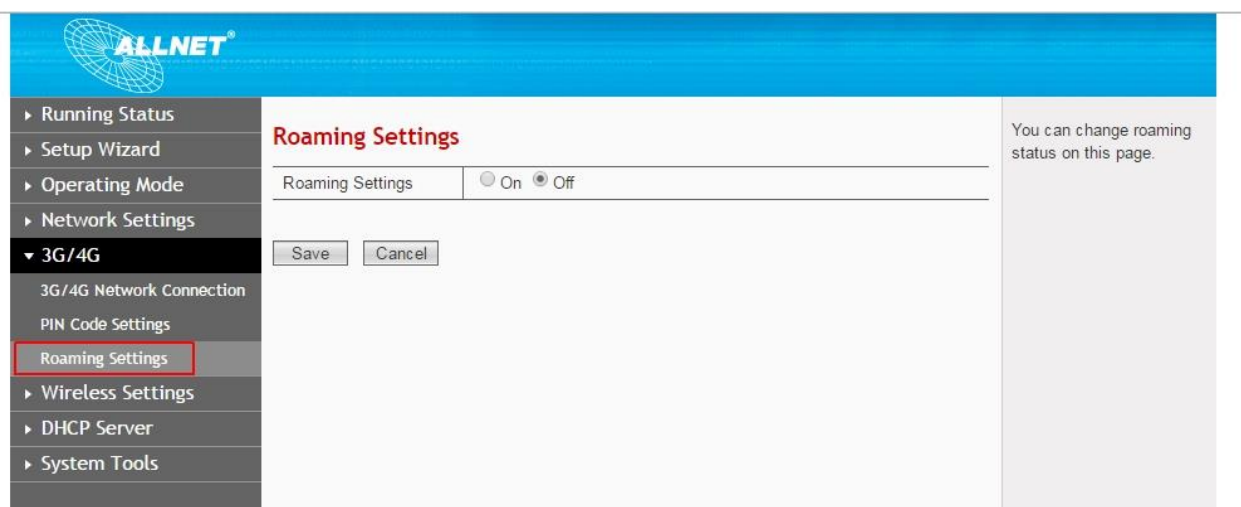 ALLNET®
Running Status
Setup Wizard
Operating Mode
Network Settings
3G/4G
3G/4G Network Connection
PIN Code Settings
Roaming Settings
Wireless Settings
DHCP Server
System Tools
Roaming Settings
Roaming Settings On Off
Save Cancel
You can change roaming
status on this page.